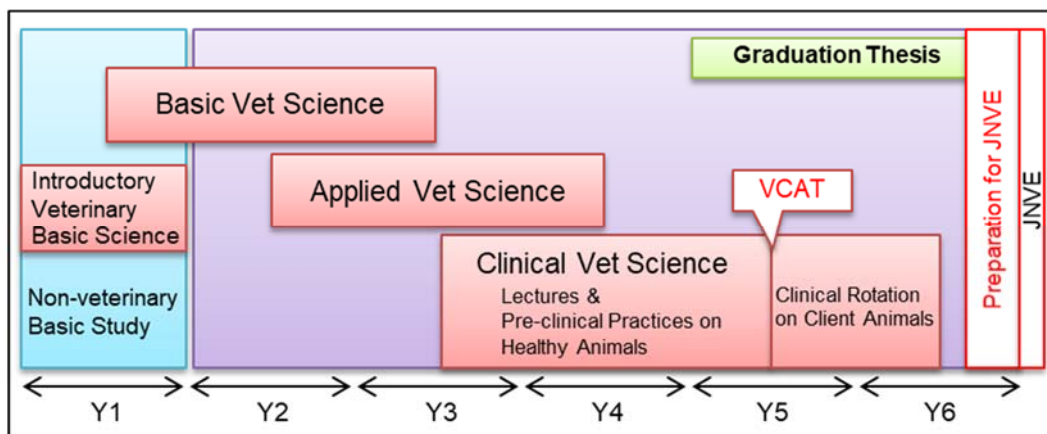 Graduation Thesis
Basic Vet Science
Introductory
Veterinary
Basic Science
Applied Vet Science
VCAT
Clinical Vet Science
Lectures &
Pre-clinical Practices on
Healthy Animals
Clinical Rotation
on Client Animals
Non-veterinary
Basic Study
Preparation for JNVE
JNVE
Y1
Y2
Y3
Y4
Y5
Y6